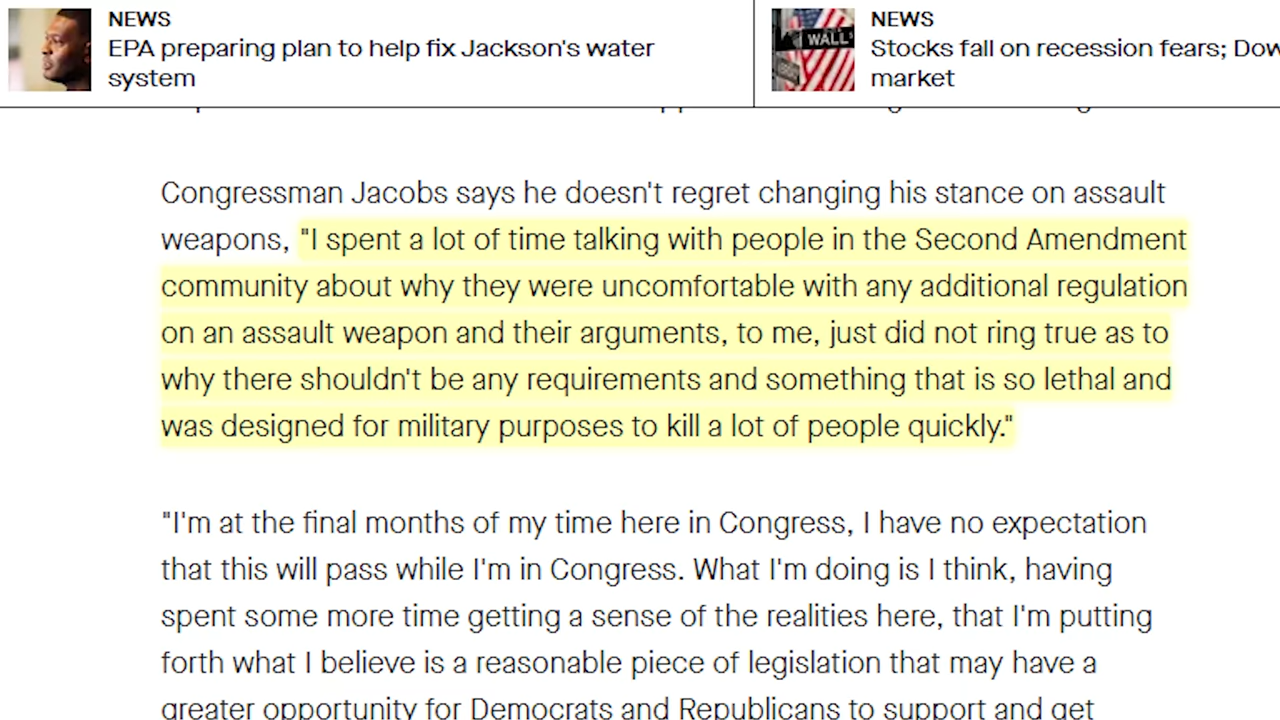 NEWS
EPA preparing plan to help fix Jackson's water
system
NEWS
WALL
Stocks fall on recession fears; Dow
market
Congressman Jacobs says he doesn't regret changing his stance on assault
weapons, "I spent a lot of time talking with people in the Second Amendment
community about why they were uncomfortable with any additional regulation
on an assault weapon and their arguments, to me, just did not ring true as to
why there shouldn't be any requirements and something that is so lethal and
was designed for military purposes to kill a lot of people quickly."
"I'm at the final months of my time here in Congress, I have no expectation
that this will pass while I'm in Congress. What I'm doing is I think, having
spent some more time getting a sense of the realities here, that I'm putting
forth what I believe is a reasonable piece of legislation that may have a
greater opportunity for Democrats and Republicans to support and get